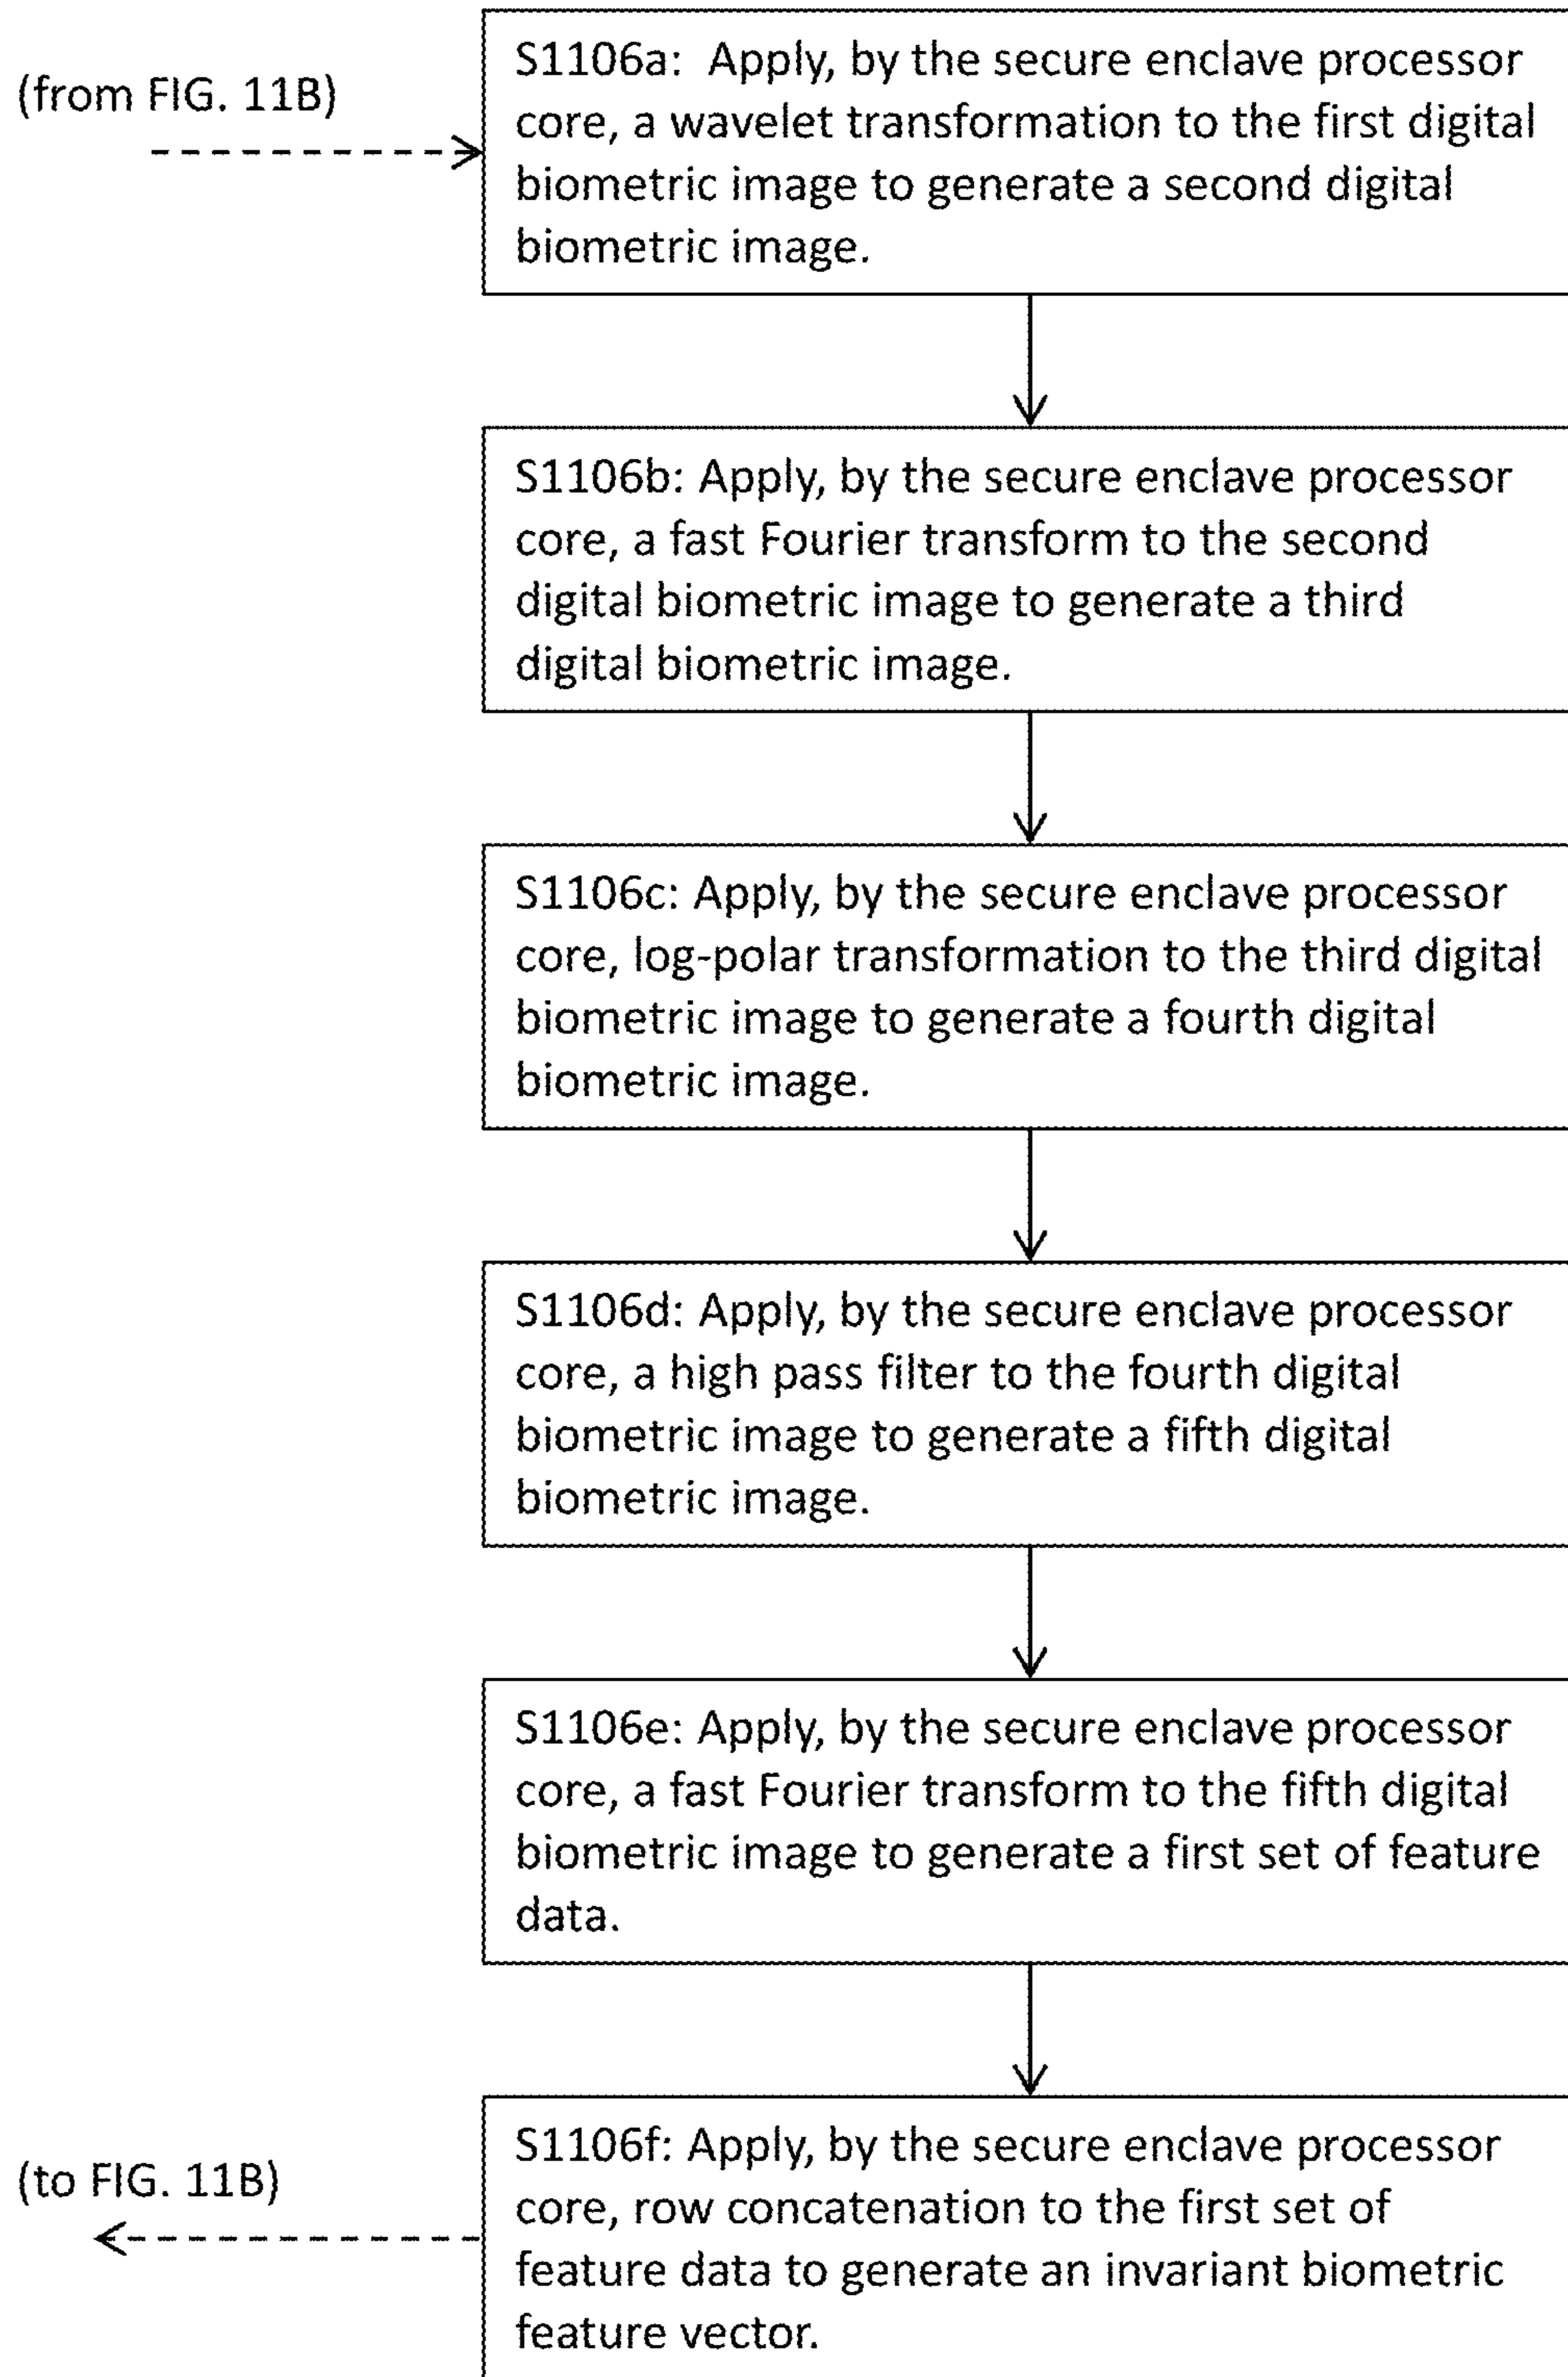 (from FIG. 11B)
S1106a: Apply, by the secure enclave processor
core, a wavelet transformation to the first digital
biometric image to generate a second digital
biometric image.
S1106b: Apply, by the secure enclave processor
core, a fast Fourier transform to the second
digital biometric image to generate a third
digital biometric image.
S1106c: Apply, by the secure enclave processor
core, log-polar transformation to the third digital
biometric image to generate a fourth digital
biometric image.
S1106d: Apply, by the secure enclave processor
core, a high pass filter to the fourth digital
biometric image to generate a fifth digital
biometric image.
S1106e: Apply, by the secure enclave processor
core, a fast Fourier transform to the fifth digital
biometric image to generate a first set of feature
data.
(to FIG. 11B)
S1106f: Apply, by the secure enclave processor
core, row concatenation to the first set of
feature data to generate an invariant biometric
feature vector.